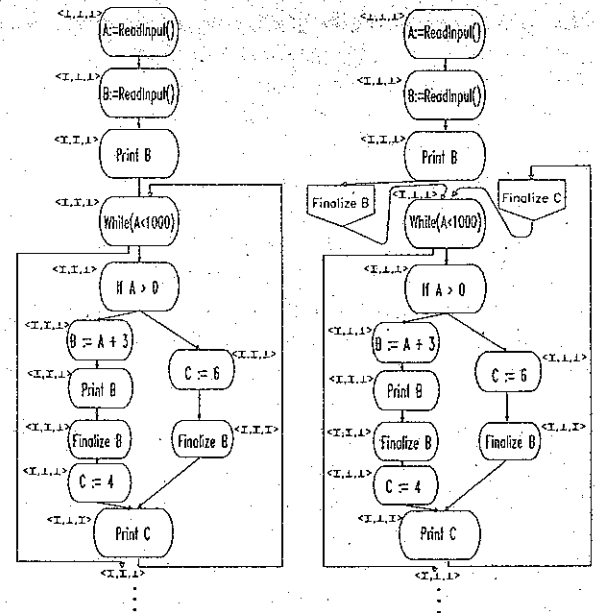 <⊥,⊥,⊥>
A:=ReadInput()
<I,⊥,⊥>
B:=ReadInput()
<I,I,⊥>
Print B
<I,I,⊥>
While(A<1000)
<I,I,⊥>
If A > 0
<I,I,⊥>
B := A + 3
<I,I,⊥>
Print B
<I,I,⊥>
Finalize B
<I,⊥,⊥>
C := 4
<I,I,⊥>
C := 6
<I,I,I>
Finalize B
<I,⊥,I>
Print C
<I,I,⊥>
<⊥,⊥,⊥>
A:=ReadInput()
<I,⊥,⊥>
B:=ReadInput()
<I,I,⊥>
Print B
Finalize B
<I,⊥,⊥>
While(A<1000)
Finalize C
<I,⊥,⊥>
If A > 0
<I,⊥,⊥>
B := A + 3
<I,I,⊥>
Print B
<I,I,⊥>
Finalize B
<I,⊥,⊥>
C := 4
<I,⊥,⊥>
C := 6
<I,⊥,I>
Finalize B
<I,⊥,I>
Print C
<I,⊥,⊥>